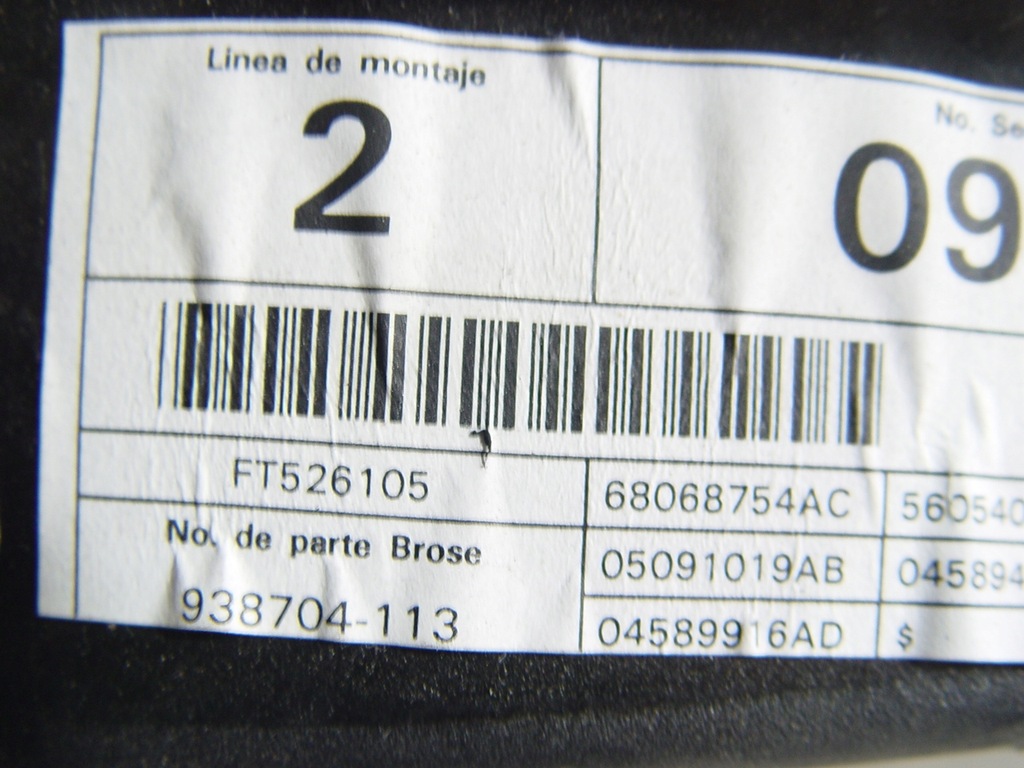 Linea de montaje
2
No. Se
09
FT526105
68068754AC
560540
No. de parte Brose
05091019AB
045894
938704-113
04589916AD
$